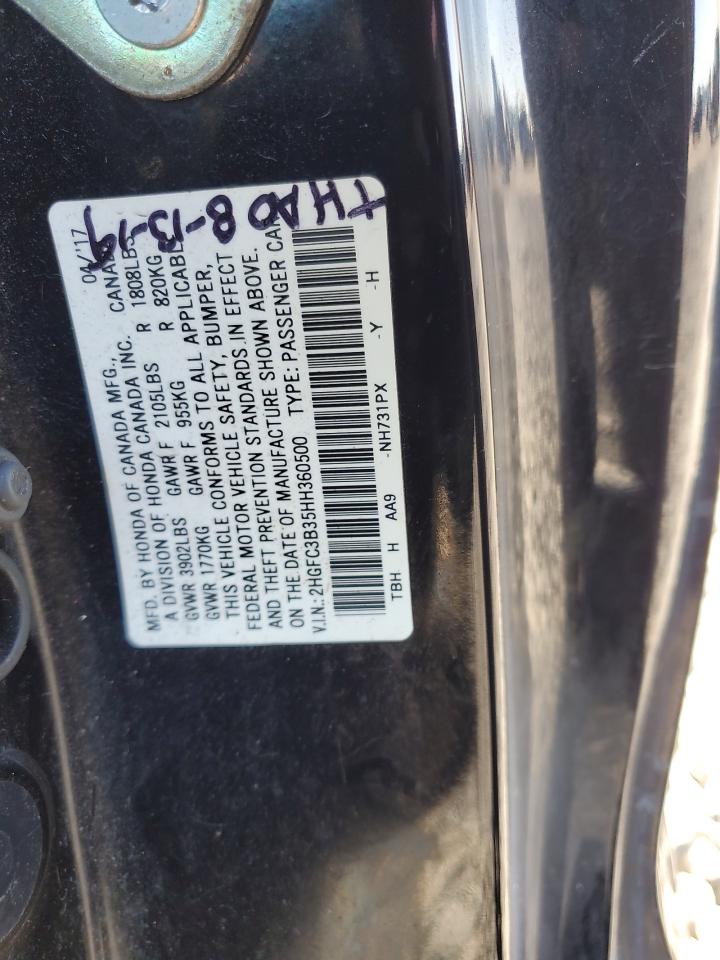 04/'17
MFD. BY HONDA OF CANADA MFG.,
A DIVISION OF HONDA CANADA INC. CANA
GVWR 3902LBS GAWR F 2105LBS R 1808LBS
GVWR 1770KG GAWR F 955KG R 820KG
THIS VEHICLE CONFORMS TO ALL APPLICABLE
FEDERAL MOTOR VEHICLE SAFETY, BUMPER,
AND THEFT PREVENTION STANDARDS IN EFFECT
ON THE DATE OF MANUFACTURE SHOWN ABOVE.
V.I.N.: 2HGFC3B35HH360500 TYPE: PASSENGER CAR
TBH H AA9 -NH731PX -Y -H
8-13-19